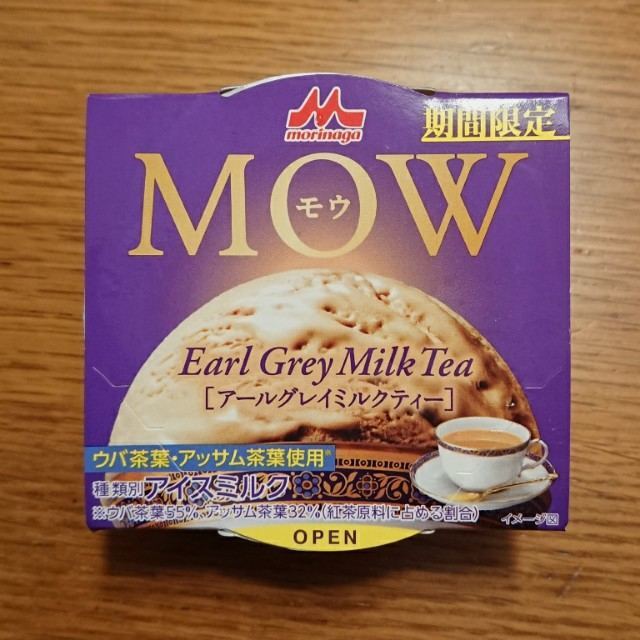 morinaga
期間限定
MOW
モウ
Earl Grey Milk Tea
[アールグレイミルクティー]
ウバ茶葉・アッサム茶葉使用※
種類別 アイスミルク
※ウバ茶葉55%、アッサム茶葉32%(紅茶原料に占める割合)
イメージ図
OPEN